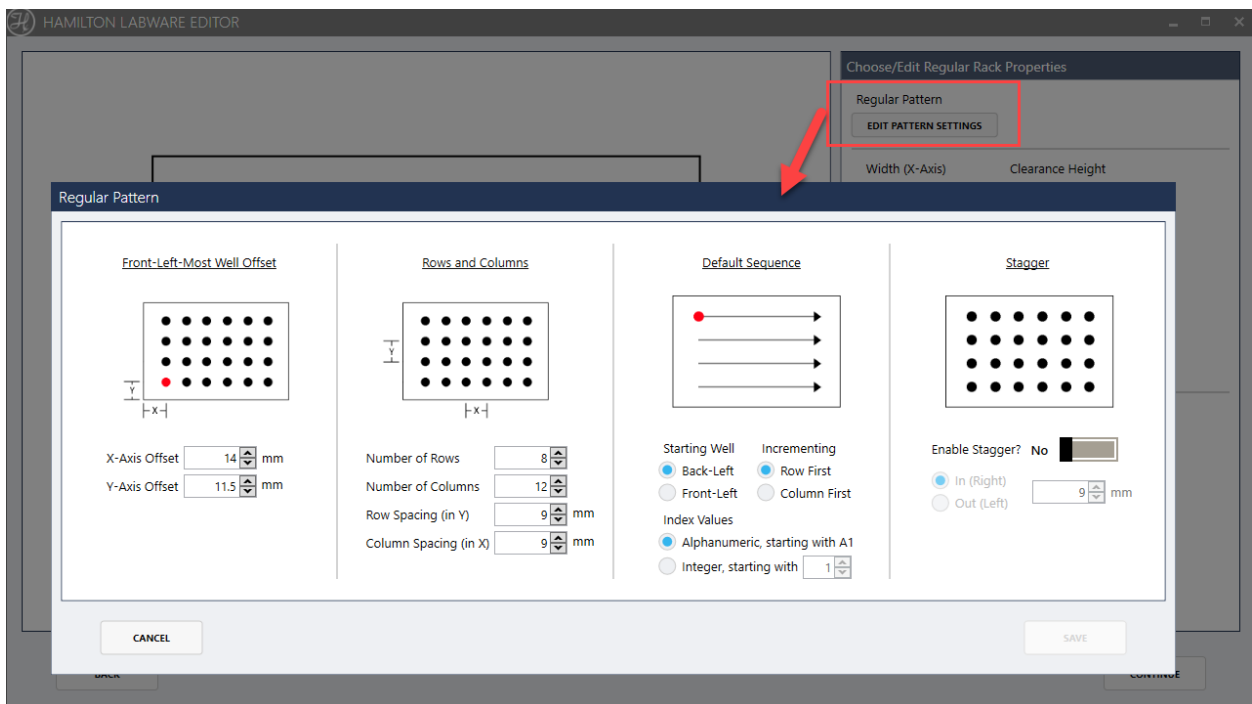 HAMILTON LABWARE EDITOR
Choose/Edit Regular Rack Properties
Regular Pattern
EDIT PATTERN SETTINGS
Width (X-Axis) Clearance Height
Regular Pattern
Front-Left-Most Well Offset
Y
X
X-Axis Offset 14 mm
Y-Axis Offset 11.5 mm
Rows and Columns
Y
X
Number of Rows 8
Number of Columns 12
Row Spacing (in Y) 9 mm
Column Spacing (in X) 9 mm
Default Sequence
Starting Well Incrementing
Back-Left Row First
Front-Left Column First
Index Values
Alphanumeric, starting with A1
Integer, starting with 1
Stagger
Enable Stagger? No
In (Right)
Out (Left)
9 mm
CANCEL SAVE
BACK CONTINUE